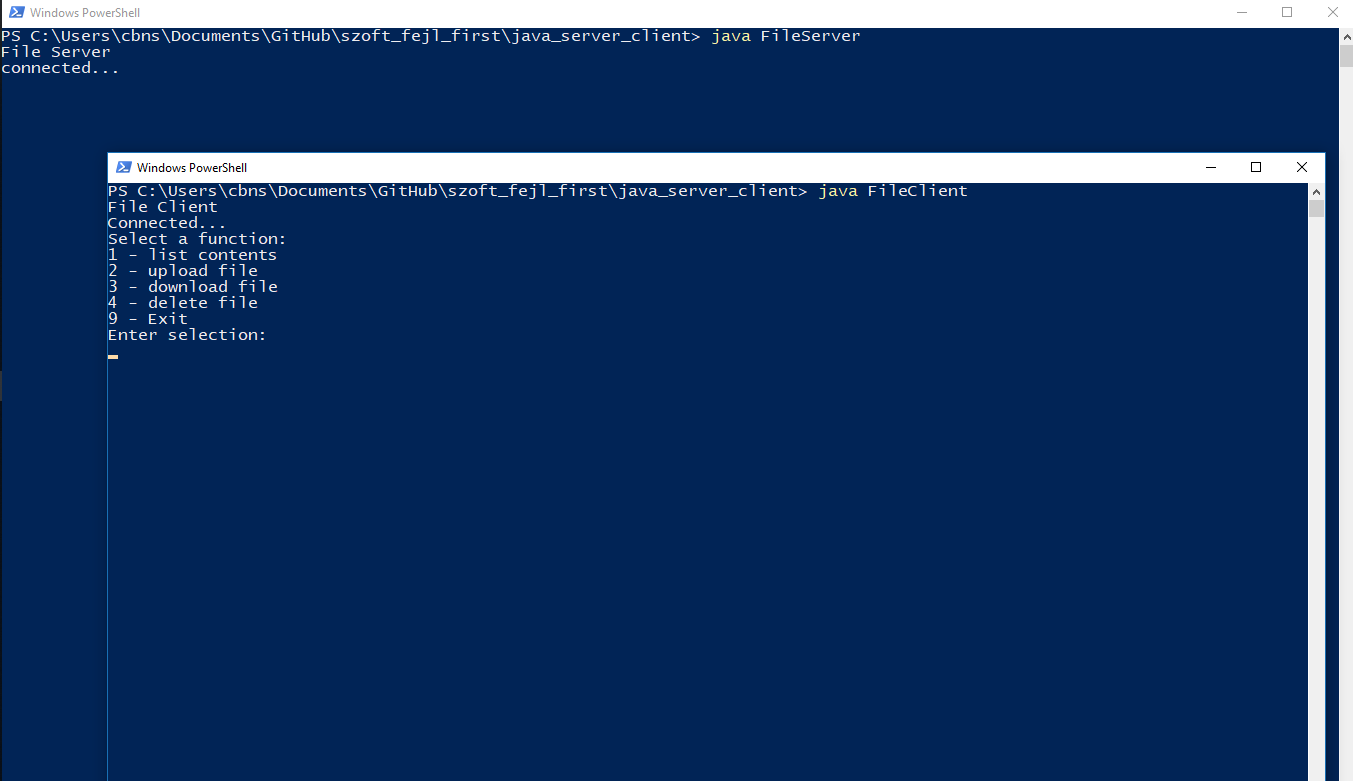 Windows PowerShell
PS C:\Users\cbns\Documents\GitHub\szoft_fejl_first\java_server_client> java FileServer
File Server
connected...
Windows PowerShell
PS C:\Users\cbns\Documents\GitHub\szoft_fejl_first\java_server_client> java FileClient
File Client
Connected...
Select a function:
1 - list contents
2 - upload file
3 - download file
4 - delete file
9 - Exit
Enter selection: